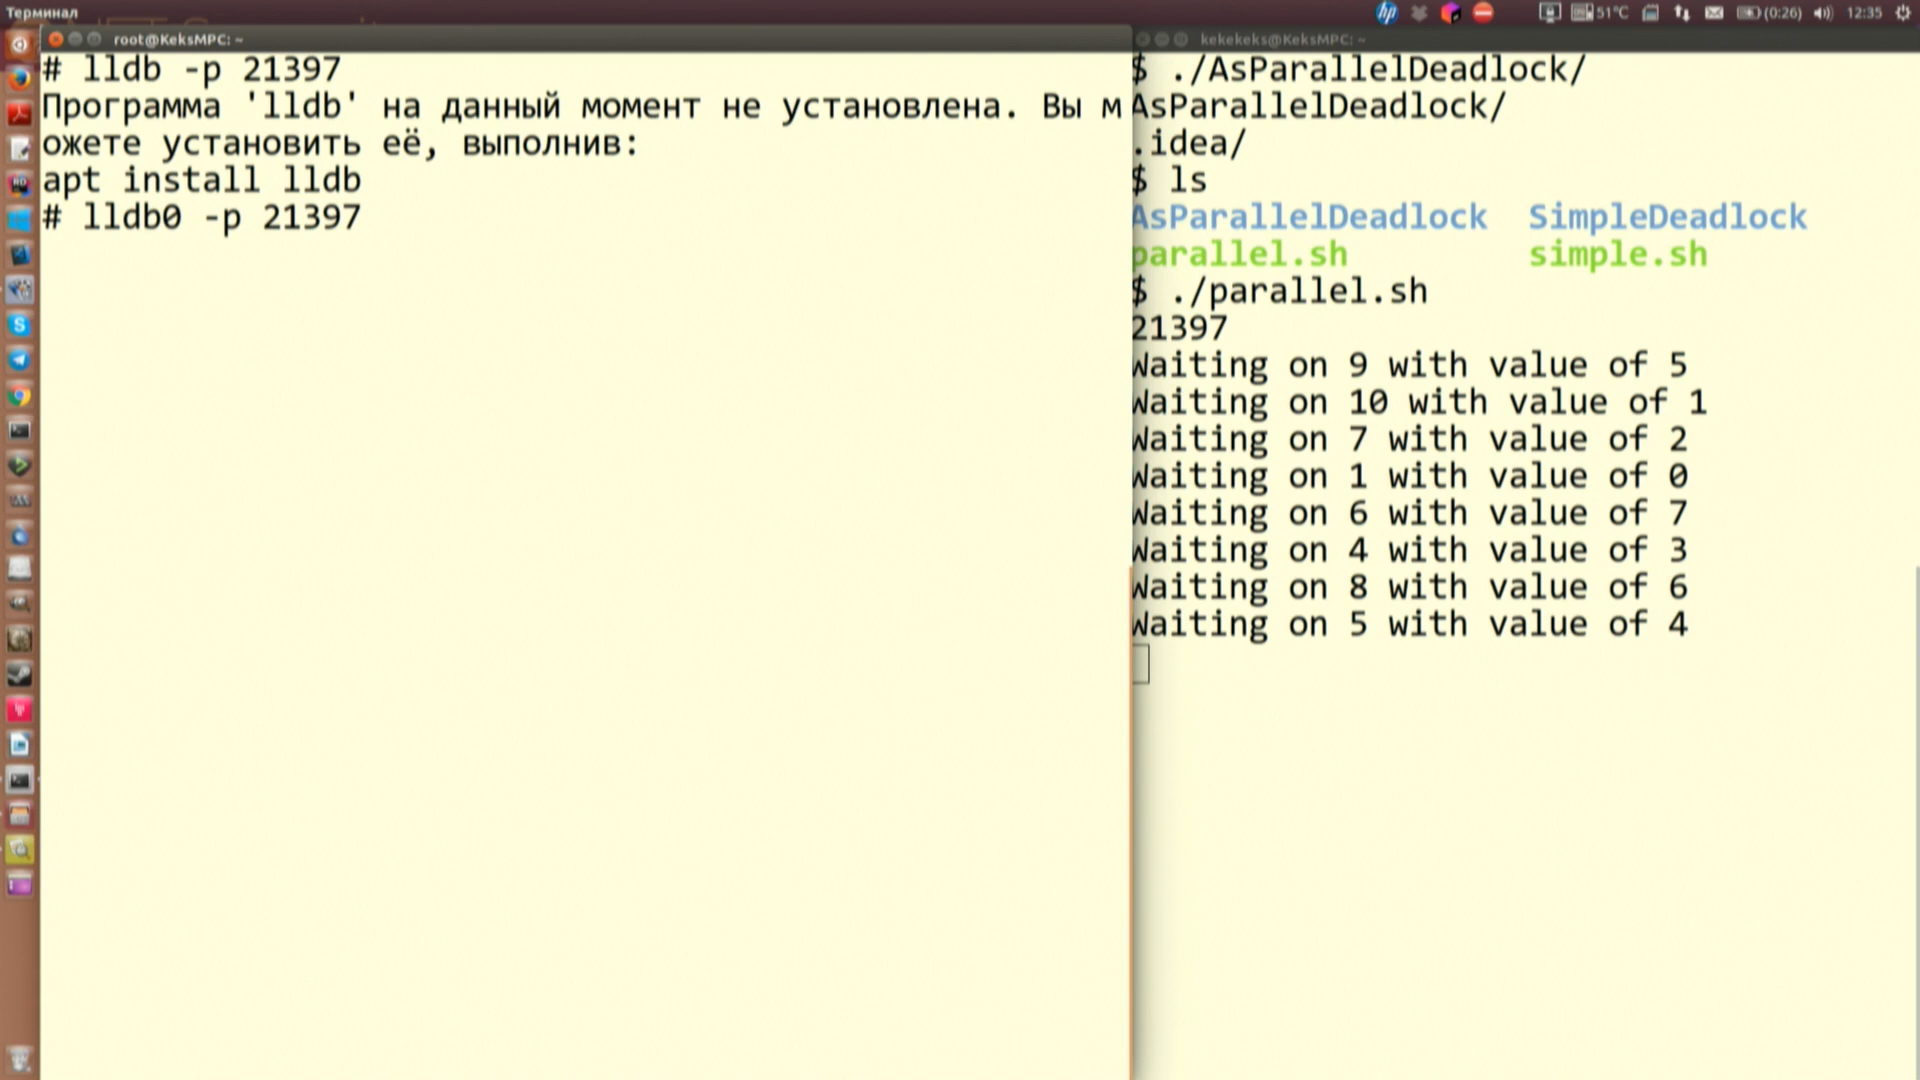 Терминал
51°C
(0:26)
12:35
root@KeksMPC: ~
# lldb -p 21397
Программа 'lldb' на данный момент не установлена. Вы м
ожете установить её, выполнив:
apt install lldb
# lldb0 -p 21397
kekekeks@KeksMPC: ~
$ ./AsParallelDeadlock/
AsParallelDeadlock/
.idea/
$ ls
AsParallelDeadlock SimpleDeadlock
parallel.sh simple.sh
$ ./parallel.sh
21397
Waiting on 9 with value of 5
Waiting on 10 with value of 1
Waiting on 7 with value of 2
Waiting on 1 with value of 0
Waiting on 6 with value of 7
Waiting on 4 with value of 3
Waiting on 8 with value of 6
Waiting on 5 with value of 4